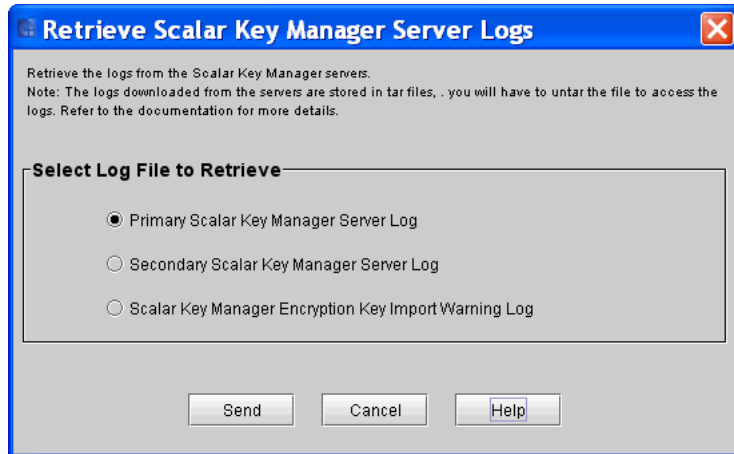 Retrieve Scalar Key Manager Server Logs
Retrieve the logs from the Scalar Key Manager servers.
Note: The logs downloaded from the servers are stored in tar files, . you will have to untar the file to access the
logs. Refer to the documentation for more details.
Select Log File to Retrieve
Primary Scalar Key Manager Server Log
Secondary Scalar Key Manager Server Log
Scalar Key Manager Encryption Key Import Warning Log
Send Cancel Help